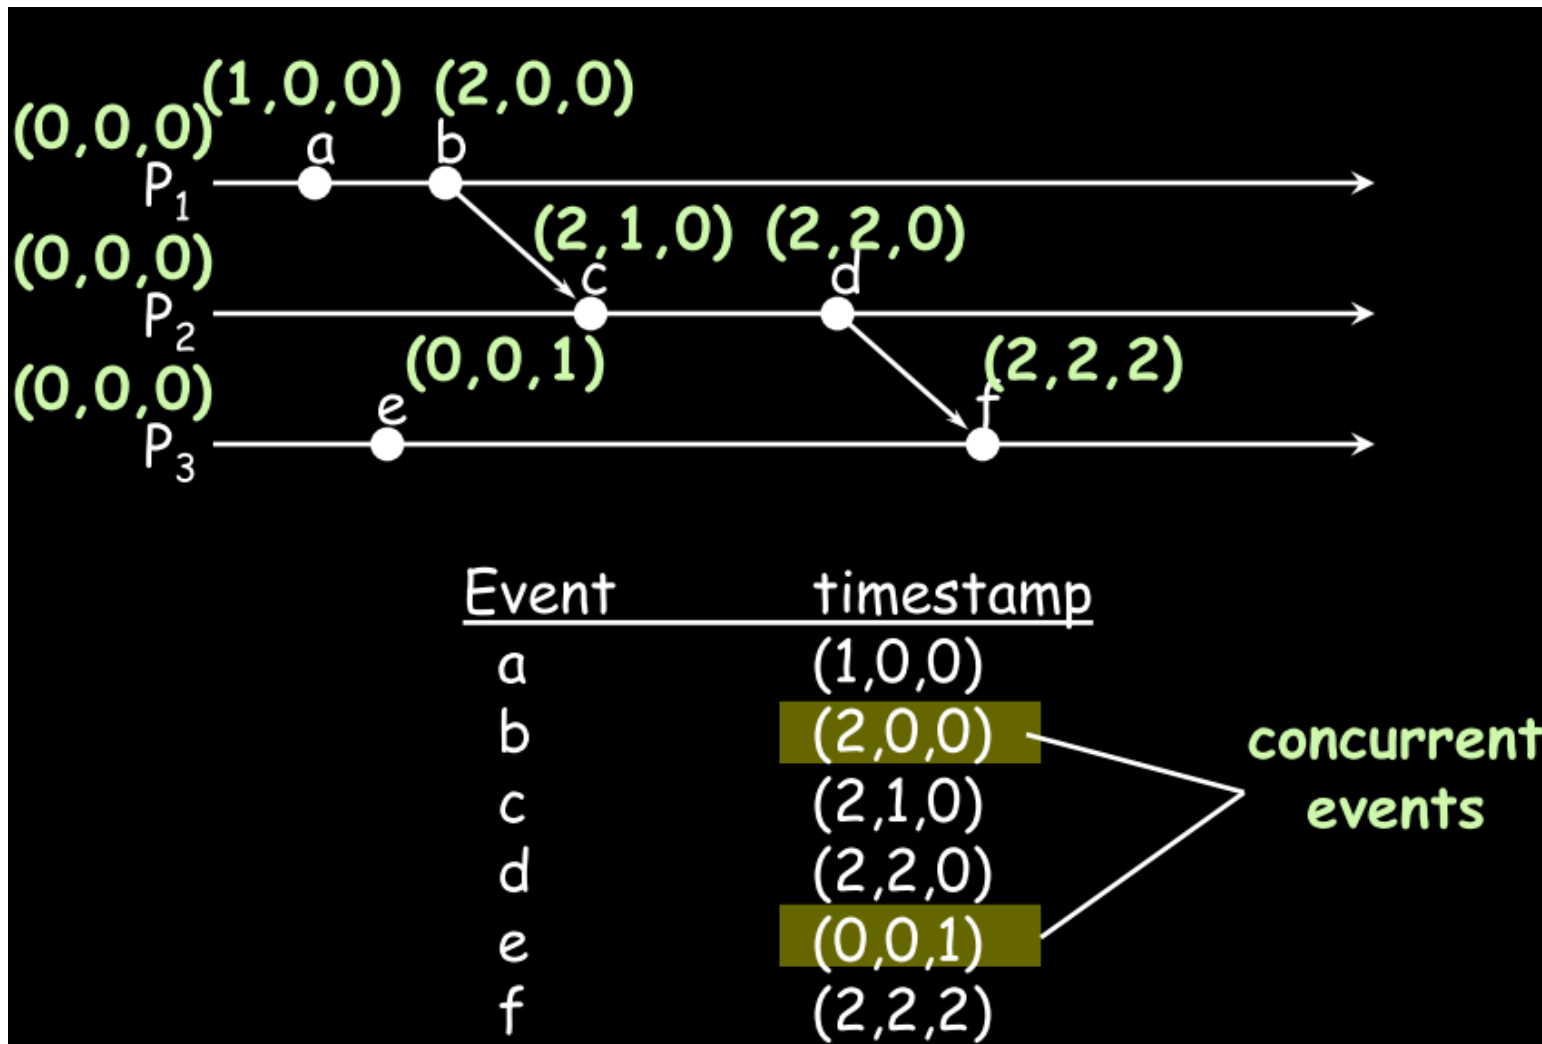 (1,0,0) (2,0,0)
(0,0,0)
a b
P1
(2,1,0) (2,2,0)
(0,0,0)
c d
P2
(0,0,1) (2,2,2)
(0,0,0)
e f
P3
Event timestamp
a (1,0,0)
b (2,0,0)
c (2,1,0)
d (2,2,0)
e (0,0,1)
f (2,2,2)
concurrent
events